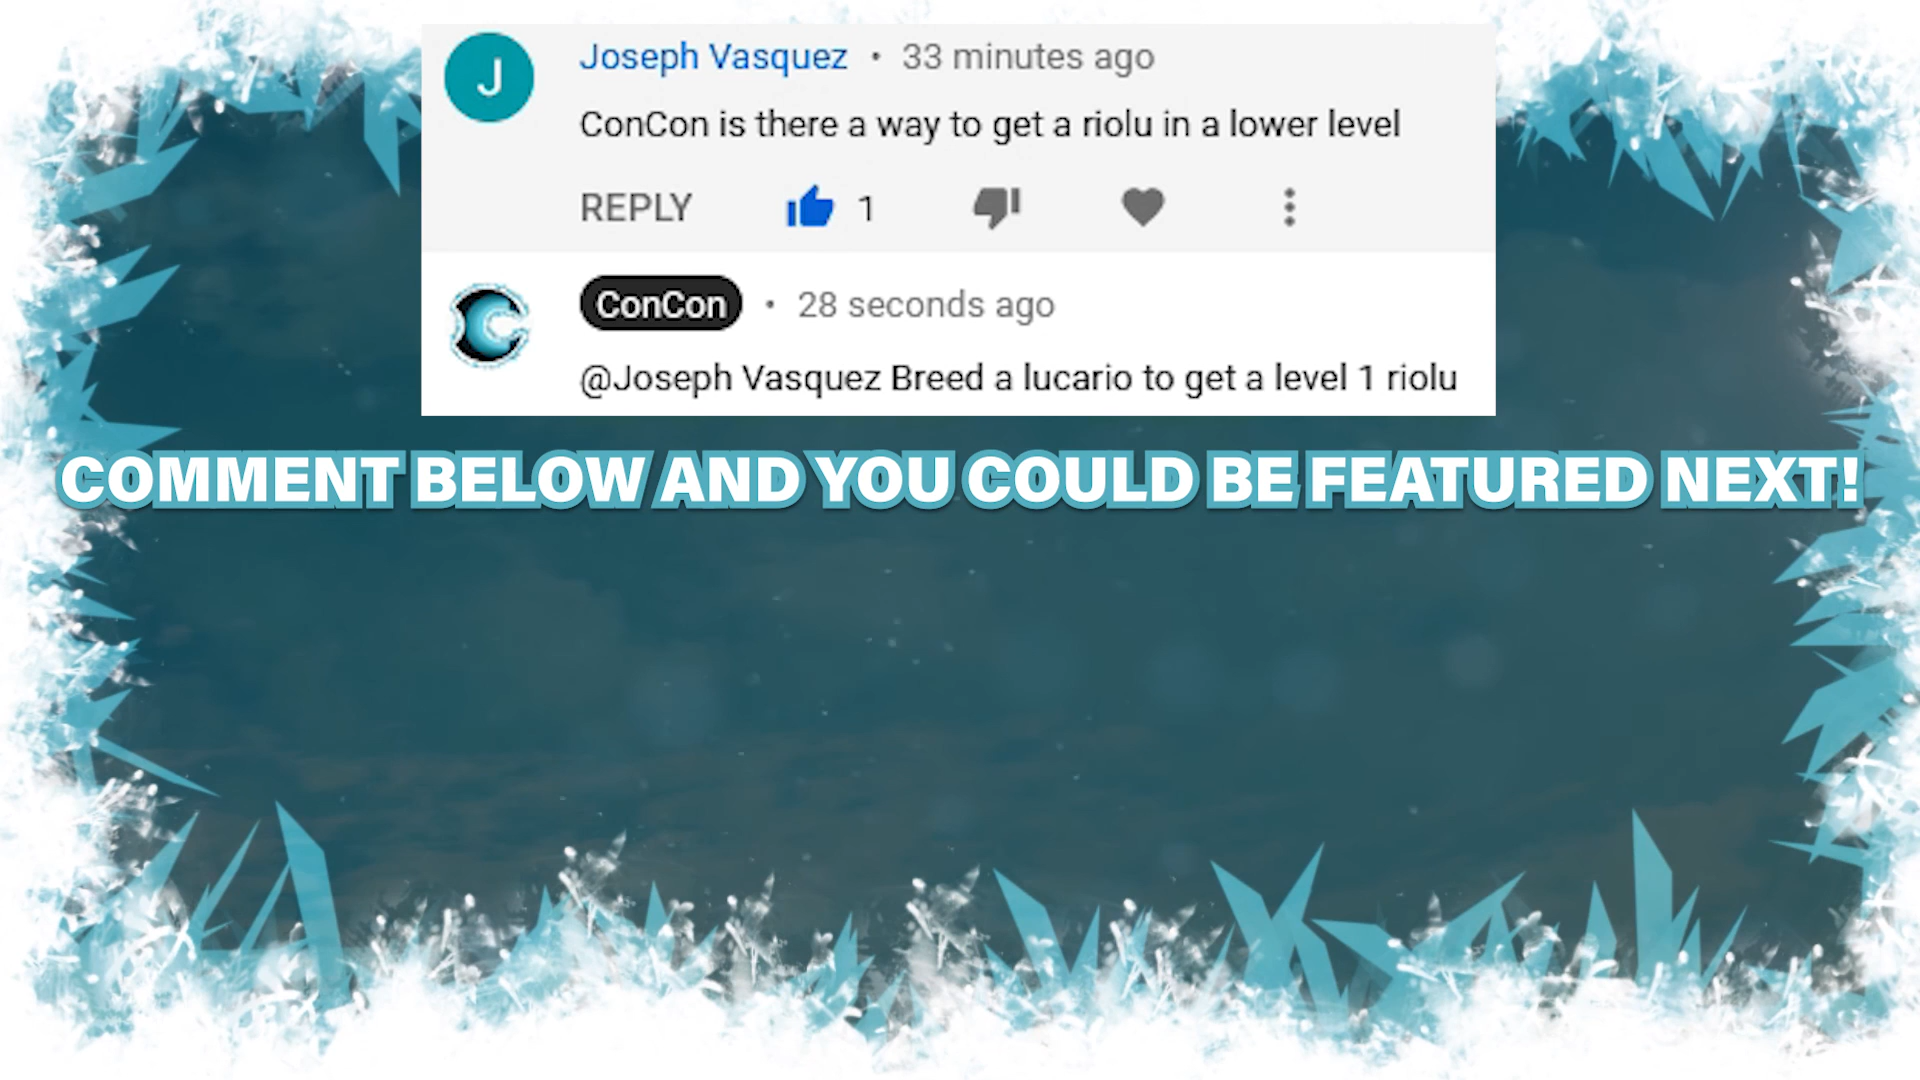 J
Joseph Vasquez • 33 minutes ago
ConCon is there a way to get a riolu in a lower level
REPLY 1
ConCon • 28 seconds ago
@Joseph Vasquez Breed a lucario to get a level 1 riolu
COMMENT BELOW AND YOU COULD BE FEATURED NEXT!